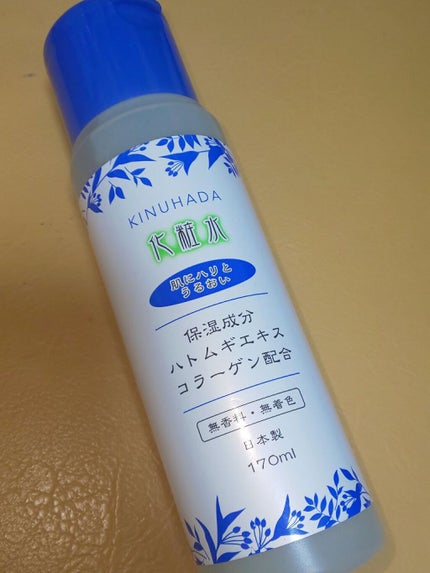 KINUHADA
化粧水
肌にハリと
うるおい
保湿成分
ハトムギエキス
コラーゲン配合
無香料・無着色
日本製
170ml